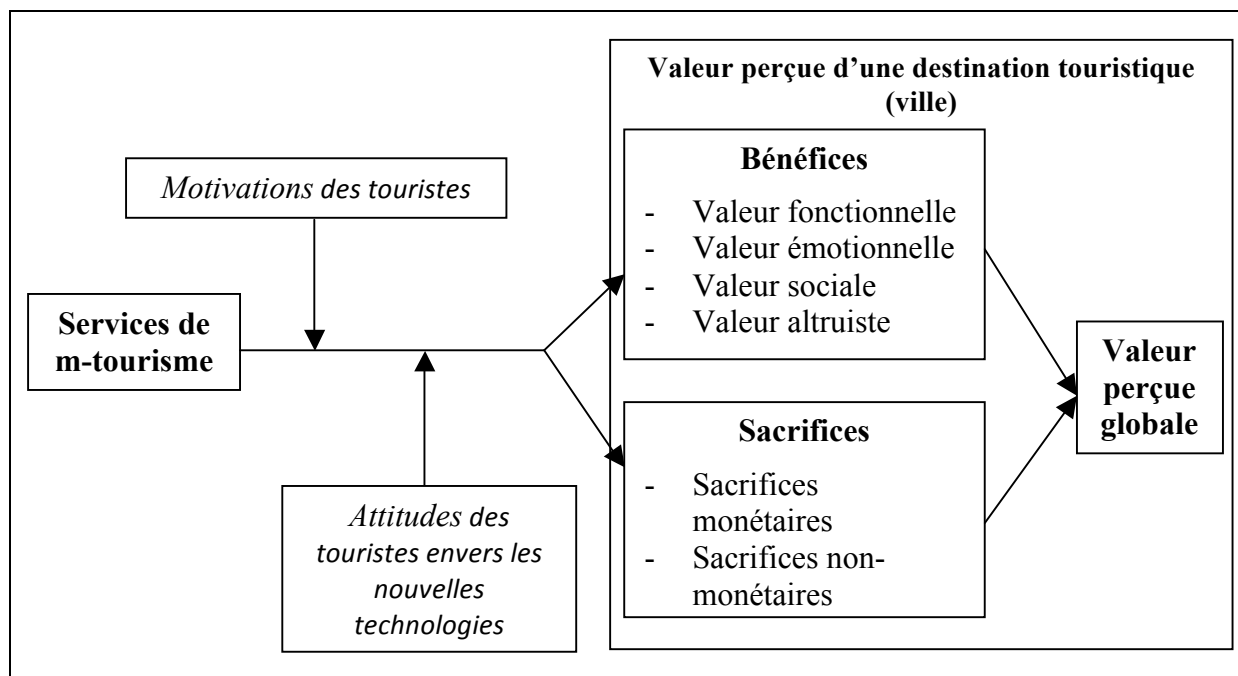 Valeur perçue d’une destination touristique
(ville)
Motivations des touristes
Services de
m-tourisme
Attitudes des
touristes envers les
nouvelles
technologies
Bénéfices
- Valeur fonctionnelle
- Valeur émotionnelle
- Valeur sociale
- Valeur altruiste
Sacrifices
- Sacrifices
monétaires
- Sacrifices non-
monétaires
Valeur
perçue
globale